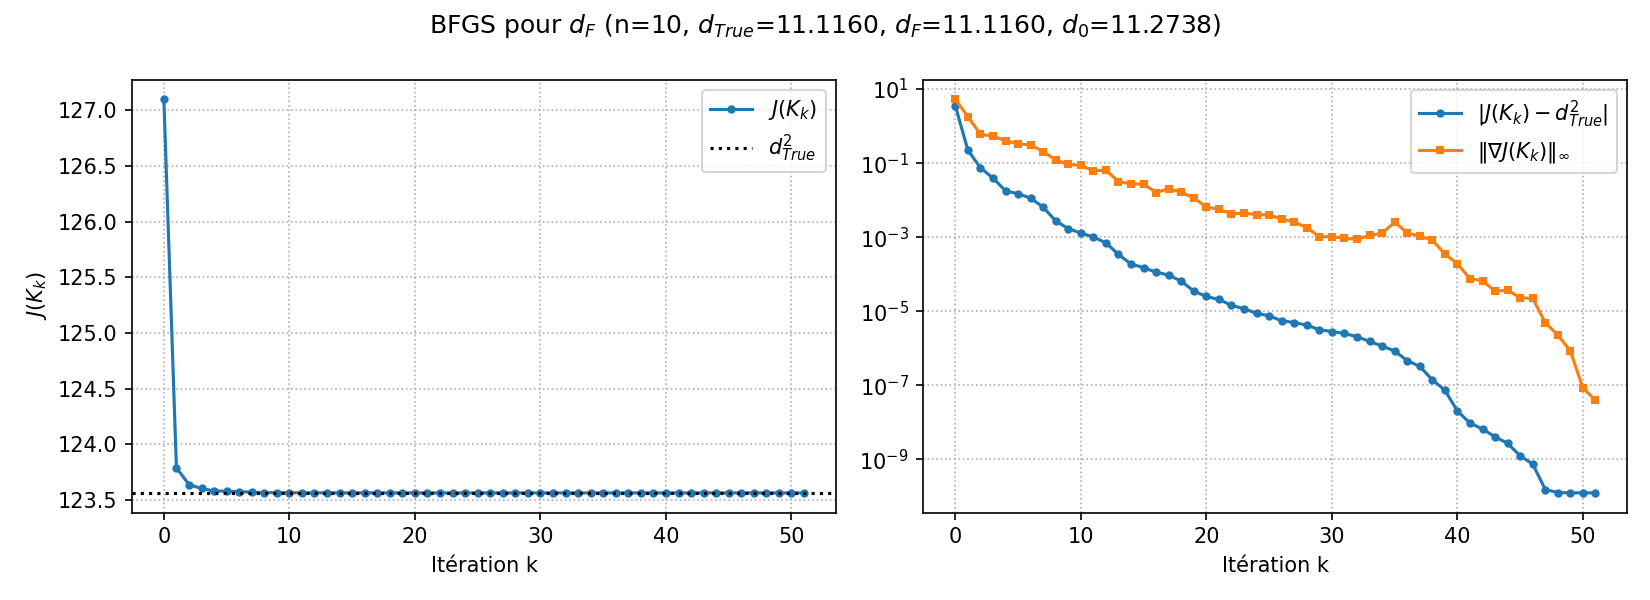 BFGS pour d_F (n=10, d_True=11.1160, d_F=11.1160, d_0=11.2738)
J(K_k)
127.0
126.5
126.0
125.5
125.0
124.5
124.0
123.5
0 10 20 30 40 50
Itération k
J(K_k)
d²_True
10¹
10⁻¹
10⁻³
10⁻⁵
10⁻⁷
10⁻⁹
0 10 20 30 40 50
Itération k
|J(K_k) − d²_True|
‖∇J(K_k)‖_∞